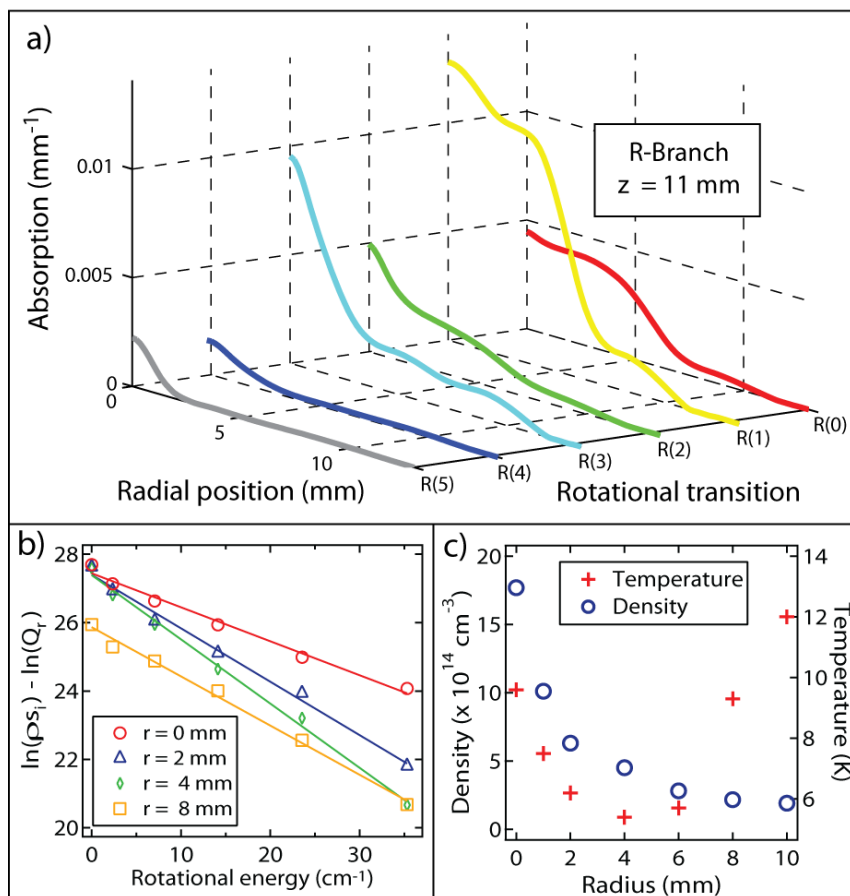 a)
Absorption (mm⁻¹)
0.01
0.005
0
0
5
10
Radial position (mm)
R-Branch
z = 11 mm
R(0)
R(1)
R(2)
R(3)
R(4)
R(5)
Rotational transition
b)
ln(ρsᵢ) - ln(Qᵣ)
28
26
24
22
20
r = 0 mm
r = 2 mm
r = 4 mm
r = 8 mm
0
10
20
30
Rotational energy (cm⁻¹)
c)
Density (x 10¹⁴ cm⁻³)
20
15
10
5
0
Temperature
Density
14
12
10
8
6
Temperature (K)
0
2
4
6
8
10
Radius (mm)